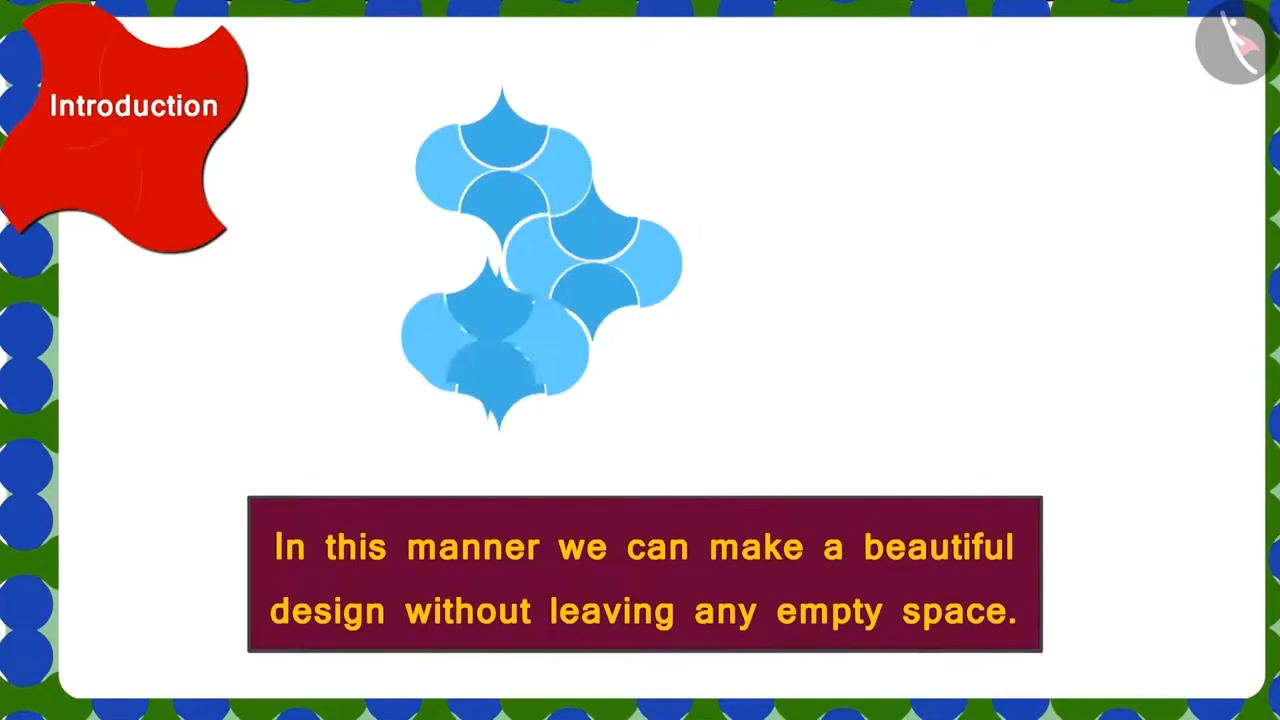 Introduction
In this manner we can make a beautiful
design without leaving any empty space.